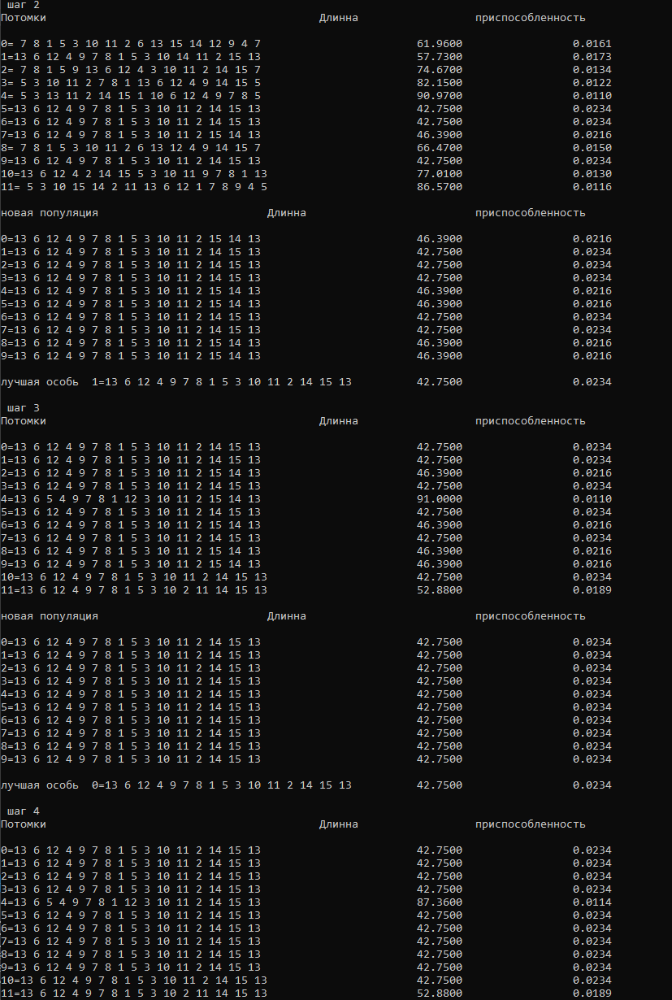 шаг 2
Потомки Длинна приспособленность
0= 7 8 1 5 3 10 11 2 6 13 15 14 12 9 4 7 61.9600 0.0161
1=13 6 12 4 9 7 8 1 5 3 10 14 11 2 15 13 57.7300 0.0173
2= 7 8 1 5 9 13 6 12 4 3 10 11 2 14 15 7 74.6700 0.0134
3= 5 3 10 11 2 7 8 1 13 6 12 4 9 14 15 5 82.1500 0.0122
4= 5 3 13 11 2 14 15 1 10 6 12 4 9 7 8 5 90.9700 0.0110
5=13 6 12 4 9 7 8 1 5 3 10 11 2 14 15 13 42.7500 0.0234
6=13 6 12 4 9 7 8 1 5 3 10 11 2 14 15 13 42.7500 0.0234
7=13 6 12 4 9 7 8 1 5 3 10 11 2 15 14 13 46.3900 0.0216
8= 7 8 1 5 3 10 11 2 6 13 12 4 9 14 15 7 66.4700 0.0150
9=13 6 12 4 9 7 8 1 5 3 10 11 2 14 15 13 42.7500 0.0234
10=13 6 12 4 2 14 15 5 3 10 11 9 7 8 1 13 77.0100 0.0130
11= 5 3 10 15 14 2 11 13 6 12 1 7 8 9 4 5 86.5700 0.0116
новая популяция Длинна приспособленность
0=13 6 12 4 9 7 8 1 5 3 10 11 2 15 14 13 46.3900 0.0216
1=13 6 12 4 9 7 8 1 5 3 10 11 2 14 15 13 42.7500 0.0234
2=13 6 12 4 9 7 8 1 5 3 10 11 2 14 15 13 42.7500 0.0234
3=13 6 12 4 9 7 8 1 5 3 10 11 2 14 15 13 42.7500 0.0234
4=13 6 12 4 9 7 8 1 5 3 10 11 2 15 14 13 46.3900 0.0216
5=13 6 12 4 9 7 8 1 5 3 10 11 2 15 14 13 46.3900 0.0216
6=13 6 12 4 9 7 8 1 5 3 10 11 2 14 15 13 42.7500 0.0234
7=13 6 12 4 9 7 8 1 5 3 10 11 2 14 15 13 42.7500 0.0234
8=13 6 12 4 9 7 8 1 5 3 10 11 2 15 14 13 46.3900 0.0216
9=13 6 12 4 9 7 8 1 5 3 10 11 2 15 14 13 46.3900 0.0216
лучшая особь 1=13 6 12 4 9 7 8 1 5 3 10 11 2 14 15 13 42.7500 0.0234
шаг 3
Потомки Длинна приспособленность
0=13 6 12 4 9 7 8 1 5 3 10 11 2 14 15 13 42.7500 0.0234
1=13 6 12 4 9 7 8 1 5 3 10 11 2 14 15 13 42.7500 0.0234
2=13 6 12 4 9 7 8 1 5 3 10 11 2 15 14 13 46.3900 0.0216
3=13 6 12 4 9 7 8 1 5 3 10 11 2 14 15 13 42.7500 0.0234
4=13 6 5 4 9 7 8 1 12 3 10 11 2 15 14 13 91.0000 0.0110
5=13 6 12 4 9 7 8 1 5 3 10 11 2 14 15 13 42.7500 0.0234
6=13 6 12 4 9 7 8 1 5 3 10 11 2 15 14 13 46.3900 0.0216
7=13 6 12 4 9 7 8 1 5 3 10 11 2 14 15 13 42.7500 0.0234
8=13 6 12 4 9 7 8 1 5 3 10 11 2 15 14 13 46.3900 0.0216
9=13 6 12 4 9 7 8 1 5 3 10 11 2 15 14 13 46.3900 0.0216
10=13 6 12 4 9 7 8 1 5 3 10 11 2 14 15 13 42.7500 0.0234
11=13 6 12 4 9 7 8 1 5 3 10 2 11 14 15 13 52.8800 0.0189
новая популяция Длинна приспособленность
0=13 6 12 4 9 7 8 1 5 3 10 11 2 14 15 13 42.7500 0.0234
1=13 6 12 4 9 7 8 1 5 3 10 11 2 14 15 13 42.7500 0.0234
2=13 6 12 4 9 7 8 1 5 3 10 11 2 14 15 13 42.7500 0.0234
3=13 6 12 4 9 7 8 1 5 3 10 11 2 14 15 13 42.7500 0.0234
4=13 6 12 4 9 7 8 1 5 3 10 11 2 14 15 13 42.7500 0.0234
5=13 6 12 4 9 7 8 1 5 3 10 11 2 14 15 13 42.7500 0.0234
6=13 6 12 4 9 7 8 1 5 3 10 11 2 14 15 13 42.7500 0.0234
7=13 6 12 4 9 7 8 1 5 3 10 11 2 14 15 13 42.7500 0.0234
8=13 6 12 4 9 7 8 1 5 3 10 11 2 14 15 13 42.7500 0.0234
9=13 6 12 4 9 7 8 1 5 3 10 11 2 14 15 13 42.7500 0.0234
лучшая особь 0=13 6 12 4 9 7 8 1 5 3 10 11 2 14 15 13 42.7500 0.0234
шаг 4
Потомки Длинна приспособленность
0=13 6 12 4 9 7 8 1 5 3 10 11 2 14 15 13 42.7500 0.0234
1=13 6 12 4 9 7 8 1 5 3 10 11 2 14 15 13 42.7500 0.0234
2=13 6 12 4 9 7 8 1 5 3 10 11 2 14 15 13 42.7500 0.0234
3=13 6 12 4 9 7 8 1 5 3 10 11 2 14 15 13 42.7500 0.0234
4=13 6 5 4 9 7 8 1 12 3 10 11 2 14 15 13 87.3600 0.0114
5=13 6 12 4 9 7 8 1 5 3 10 11 2 14 15 13 42.7500 0.0234
6=13 6 12 4 9 7 8 1 5 3 10 11 2 14 15 13 42.7500 0.0234
7=13 6 12 4 9 7 8 1 5 3 10 11 2 14 15 13 42.7500 0.0234
8=13 6 12 4 9 7 8 1 5 3 10 11 2 14 15 13 42.7500 0.0234
9=13 6 12 4 9 7 8 1 5 3 10 11 2 14 15 13 42.7500 0.0234
10=13 6 12 4 9 7 8 1 5 3 10 11 2 14 15 13 42.7500 0.0234
11=13 6 12 4 9 7 8 1 5 3 10 2 11 14 15 13 52.8800 0.0189